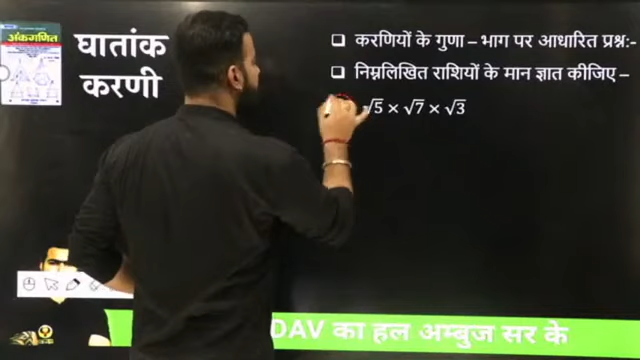 अंकगणित
घातांक
करणी
❑ करणियों के गुणा – भाग पर आधारित प्रश्न:-
❑ निम्नलिखित राशियों के मान ज्ञात कीजिए –
√5 × √7 × √3
DAV का हल अम्बुज सर के